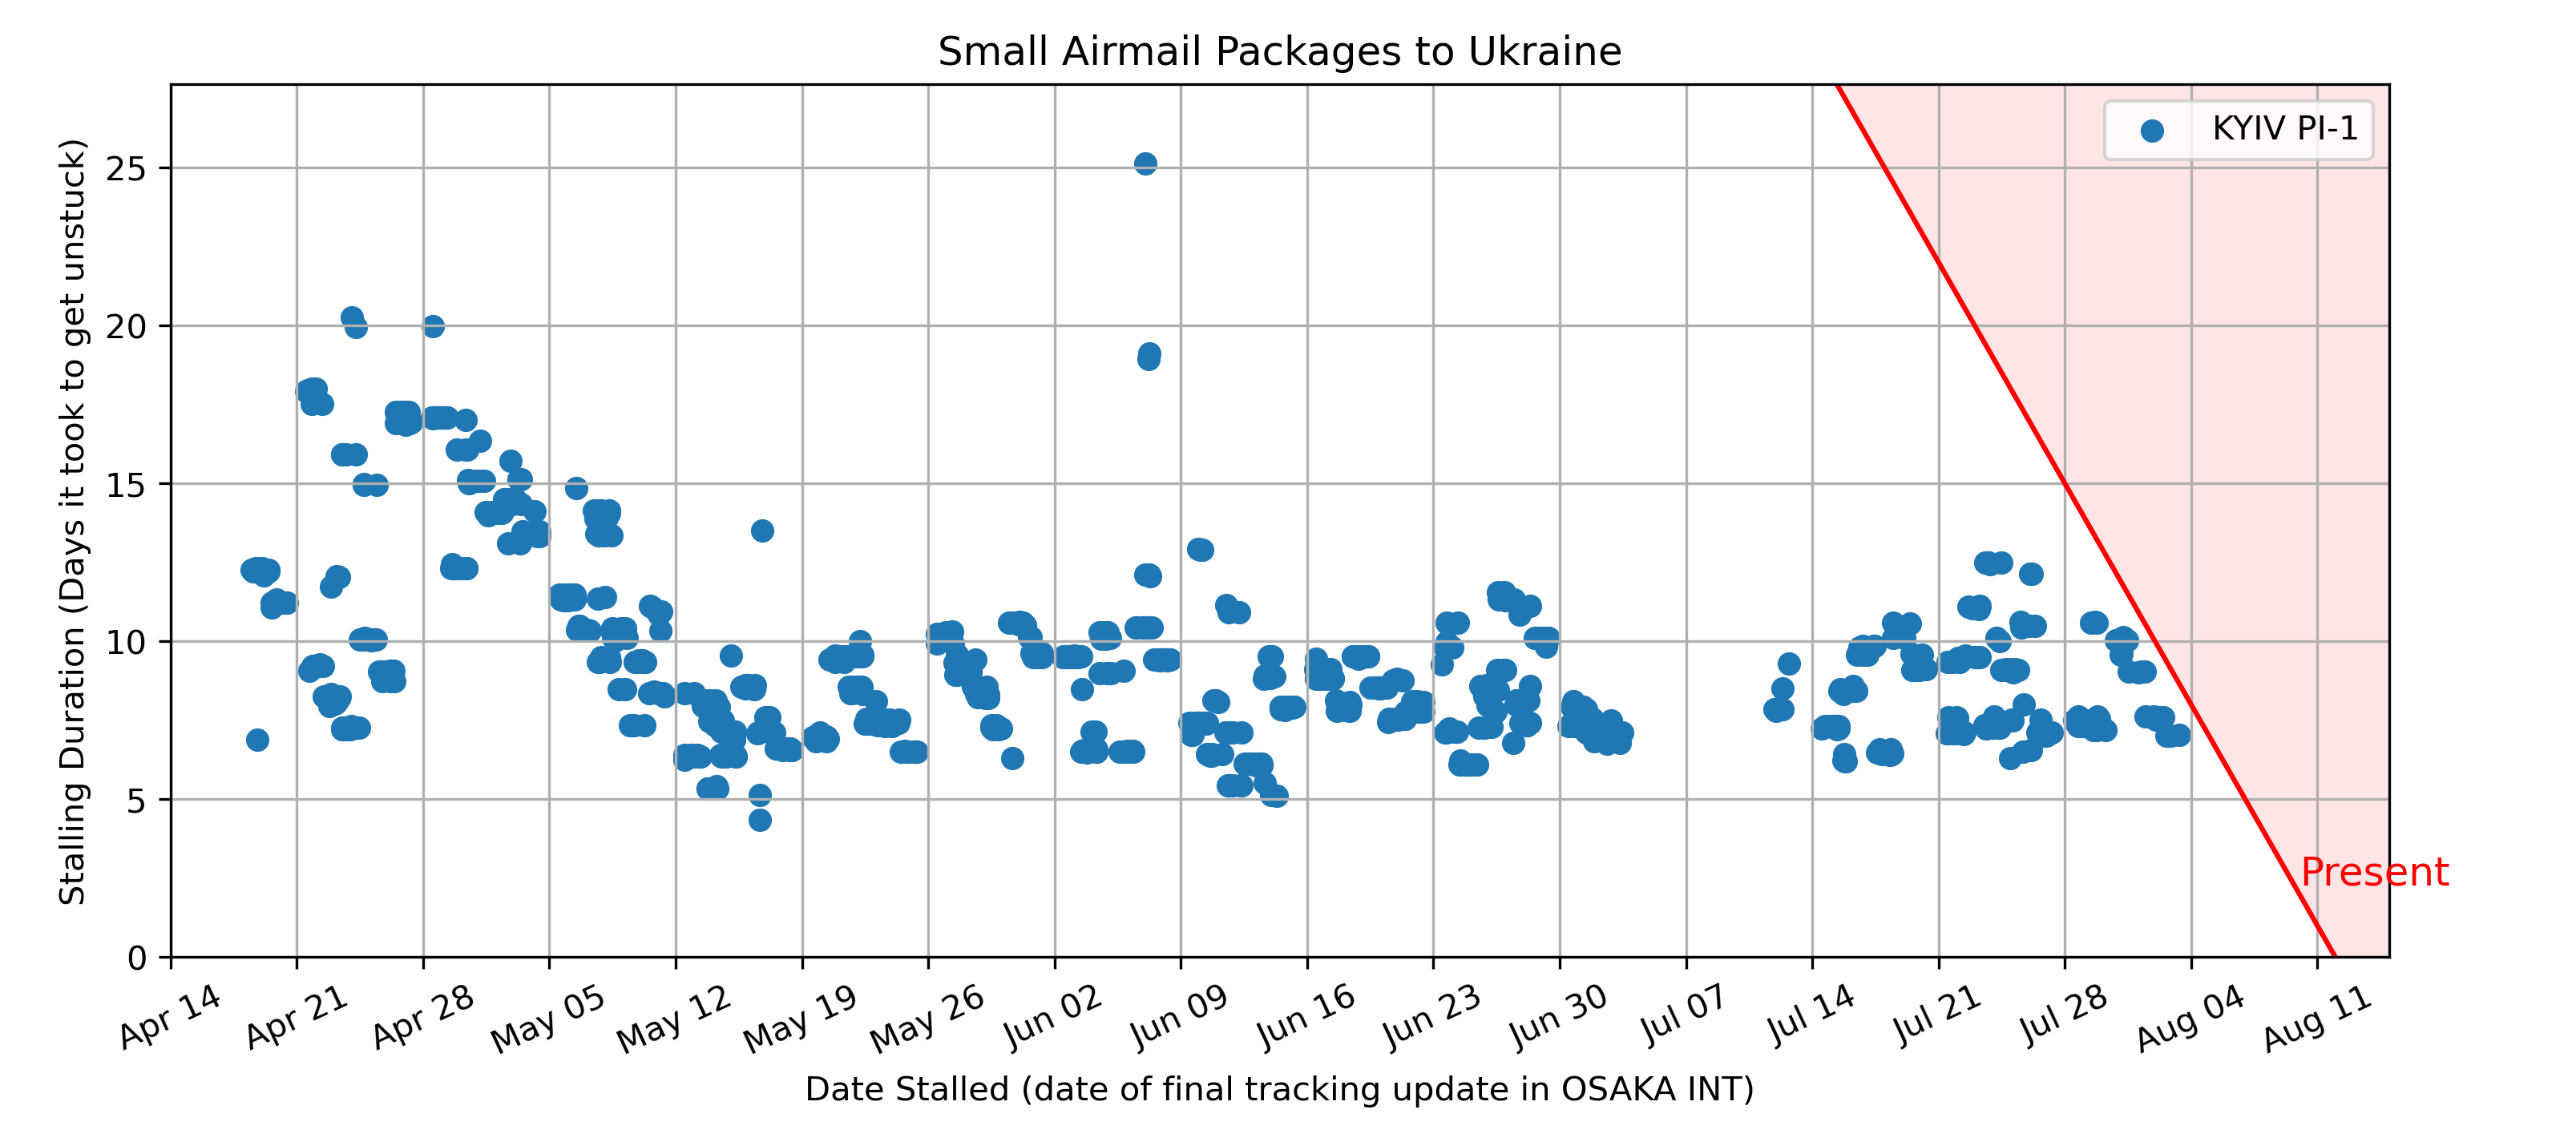 Small Airmail Packages to Ukraine
KYIV PI-1
Stalling Duration (Days it took to get unstuck)
25
20
15
10
5
0
Present
Apr 14
Apr 21
Apr 28
May 05
May 12
May 19
May 26
Jun 02
Jun 09
Jun 16
Jun 23
Jun 30
Jul 07
Jul 14
Jul 21
Jul 28
Aug 04
Aug 11
Date Stalled (date of final tracking update in OSAKA INT)